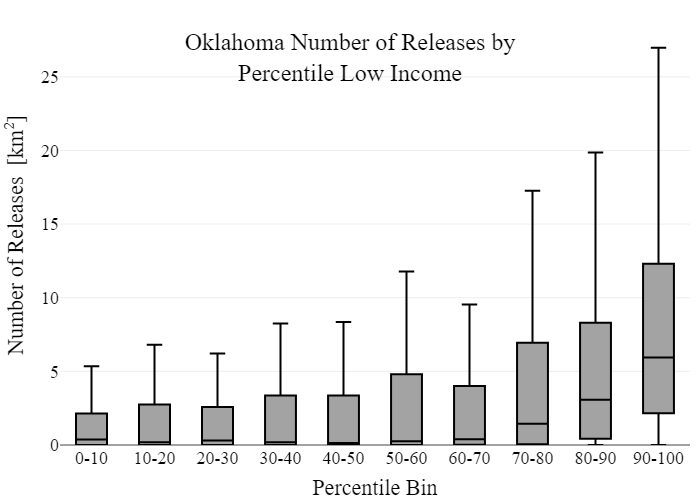 Oklahoma Number of Releases by
Percentile Low Income
Number of Releases [km²]
25
20
15
10
5
0
0-10 10-20 20-30 30-40 40-50 50-60 60-70 70-80 80-90 90-100
Percentile Bin